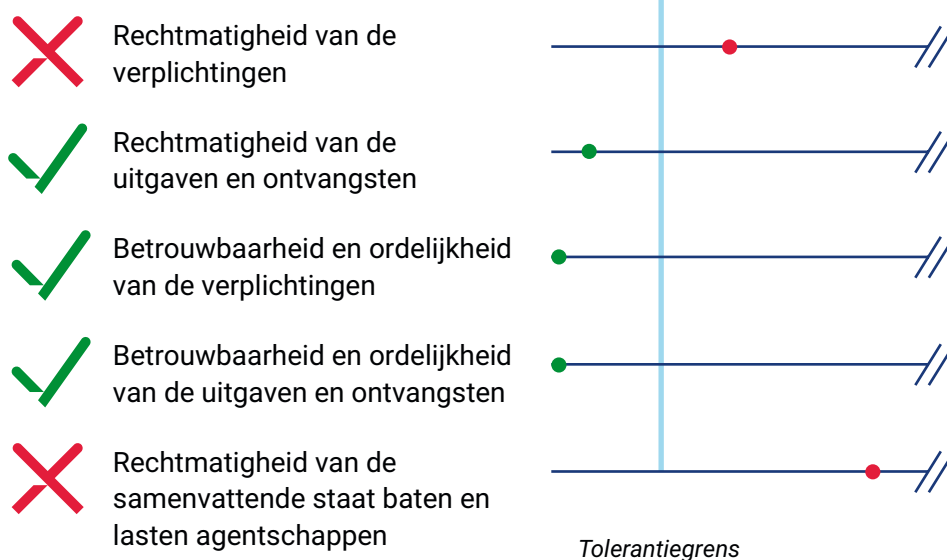 Rechtmatigheid van de
verplichtingen
Rechtmatigheid van de
uitgaven en ontvangsten
Betrouwbaarheid en ordelijkheid
van de verplichtingen
Betrouwbaarheid en ordelijkheid
van de uitgaven en ontvangsten
Rechtmatigheid van de
samenvattende staat baten en
lasten agentschappen
Tolerantiegrens